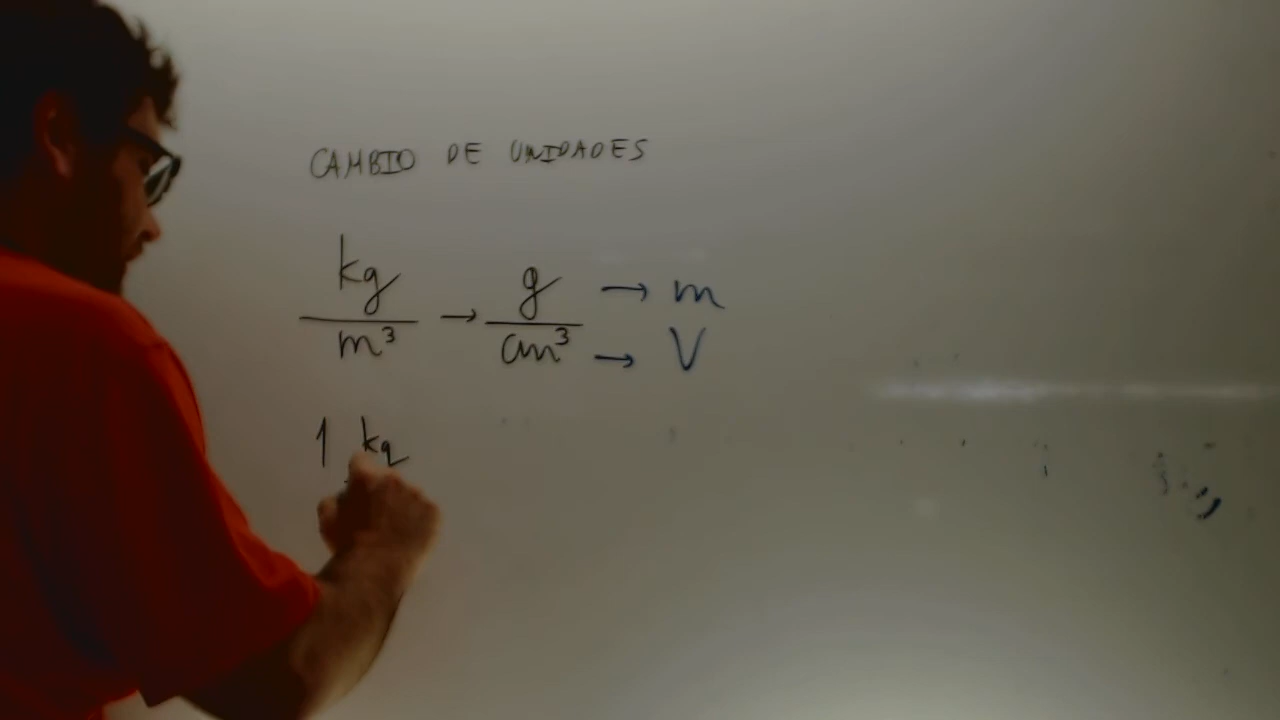 CAMBIO DE UNIDADES
kg/m³ → g/cm³ → m → V
1 kg